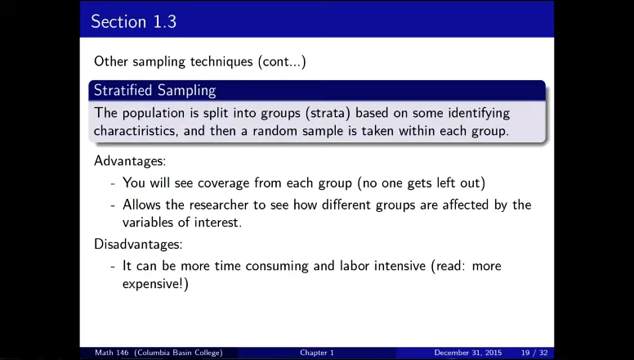 Section 1.3
Other sampling techniques (cont...)
Stratified Sampling
The population is split into groups (strata) based on some identifying
charactiristics, and then a random sample is taken within each group.
Advantages:
- You will see coverage from each group (no one gets left out)
- Allows the researcher to see how different groups are affected by the
variables of interest.
Disadvantages:
- It can be more time consuming and labor intensive (read: more
expensive!)
Math 146 (Columbia Basin College) Chapter 1 December 31, 2015 19 / 32